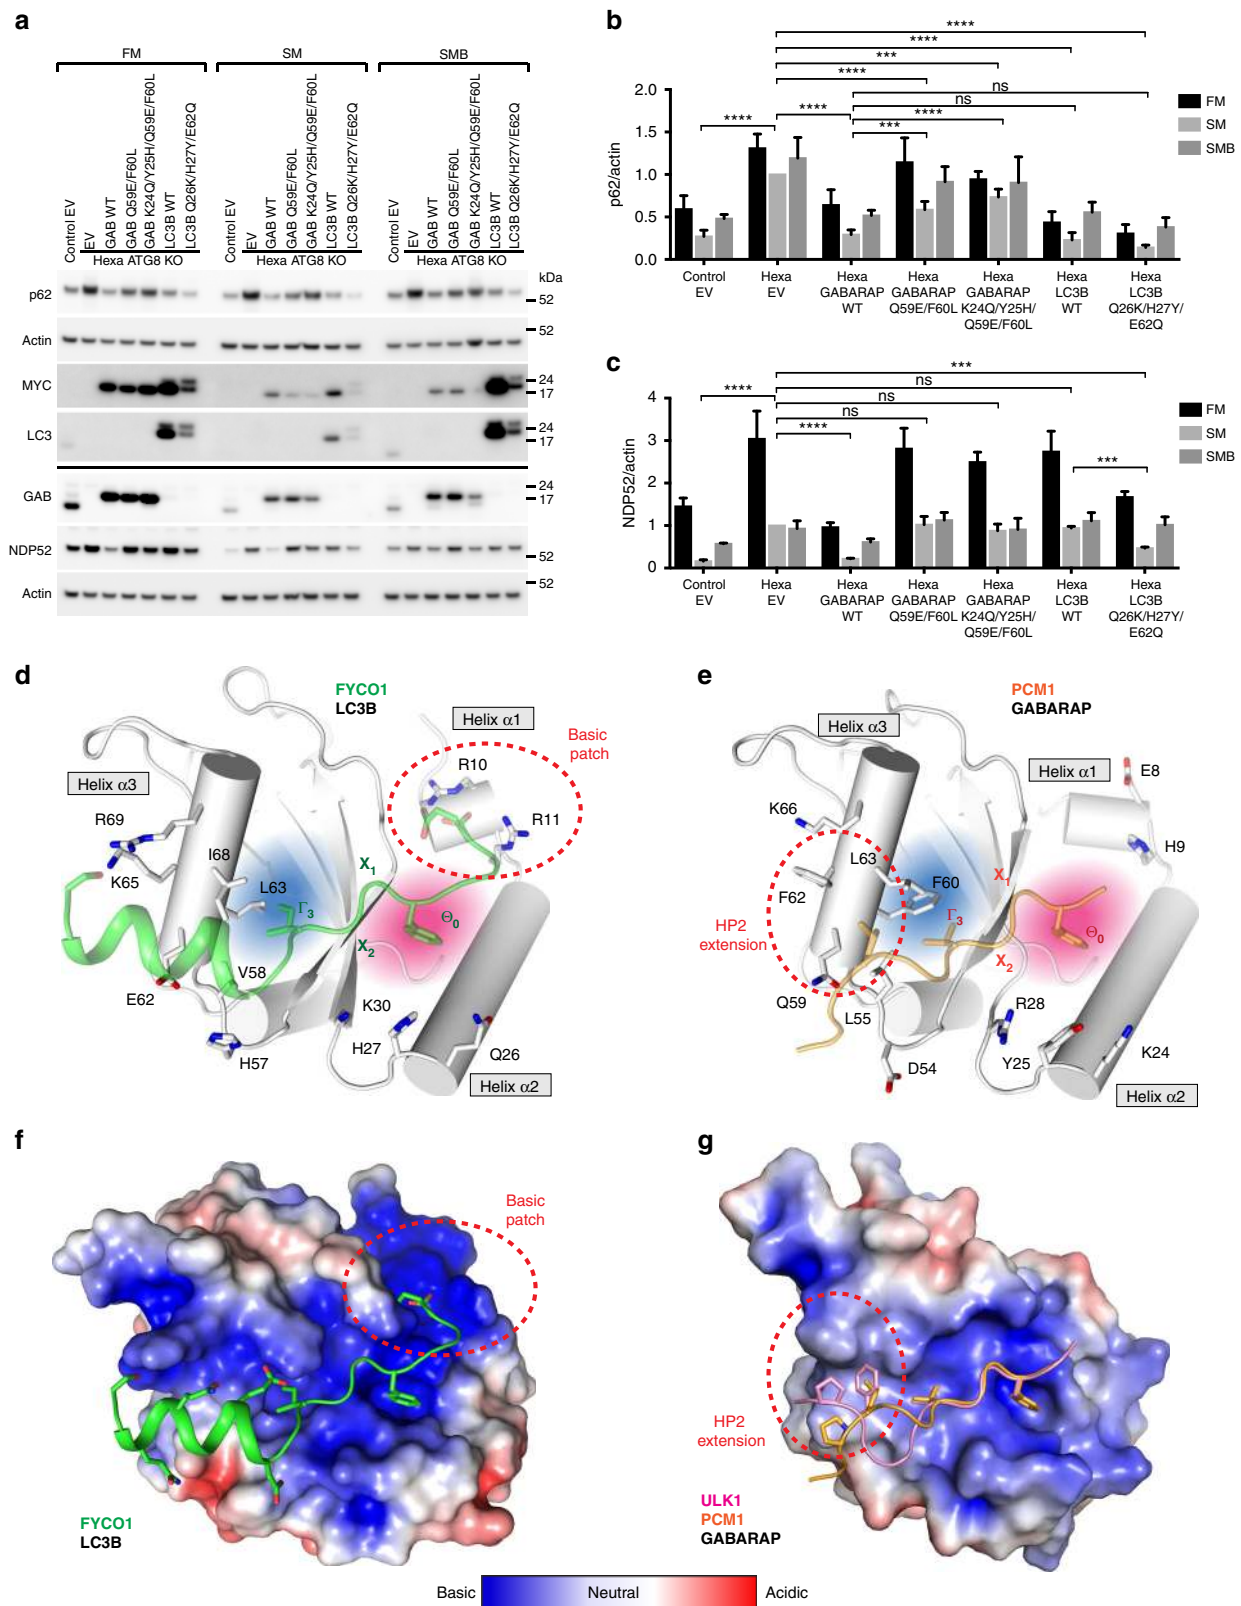 a
FM
SM
SMB
Control EV
EV
GAB WT
GAB Q59E/F60L
GAB K24Q/Y25H/Q59E/F60L
LC3B WT
LC3B Q26K/H27Y/E62Q
Control EV
EV
GAB WT
GAB Q59E/F60L
GAB K24Q/Y25H/Q59E/F60L
LC3B WT
LC3B Q26K/H27Y/E62Q
Control EV
EV
GAB WT
GAB Q59E/F60L
GAB K24Q/Y25H/Q59E/F60L
LC3B WT
LC3B Q26K/H27Y/E62Q
Hexa ATG8 KO
Hexa ATG8 KO
Hexa ATG8 KO
kDa
p62
52
Actin
52
MYC
24
17
LC3
24
17
GAB
24
17
NDP52
52
Actin
52
b
****
****
***
****
ns
ns
****
****
****
***
2.0
1.5
1.0
0.5
0.0
p62/actin
FM
SM
SMB
Control EV
Hexa EV
Hexa GABARAP WT
Hexa GABARAP Q59E/F60L
Hexa GABARAP K24Q/Y25H/ Q59E/F60L
Hexa LC3B WT
Hexa LC3B Q26K/H27Y/ E62Q
c
***
ns
****
ns
ns
****
***
4
3
2
1
0
NDP52/actin
FM
SM
SMB
Control EV
Hexa EV
Hexa GABARAP WT
Hexa GABARAP Q59E/F60L
Hexa GABARAP K24Q/Y25H/ Q59E/F60L
Hexa LC3B WT
Hexa LC3B Q26K/H27Y/ E62Q
d
FYCO1
LC3B
Helix α1
Basic patch
Helix α3
R10
R11
R69
K65
I68
L63
X1
Γ3
Θ0
X2
V58
E62
K30
H57
H27
Q26
Helix α2
e
PCM1
GABARAP
Helix α3
Helix α1
E8
K66
H9
L63
X1
F60
F62
HP2 extension
Γ3
Θ0
X2
Q59
L55
R28
D54
Y25
K24
Helix α2
f
Basic patch
FYCO1
LC3B
g
HP2 extension
ULK1
PCM1
GABARAP
Basic
Neutral
Acidic